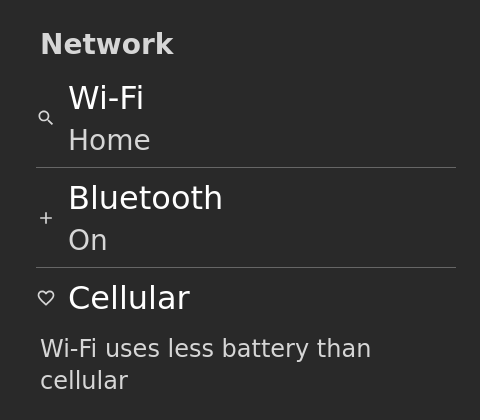 Network
Wi-Fi
Home
Bluetooth
On
Cellular
Wi-Fi uses less battery than
cellular